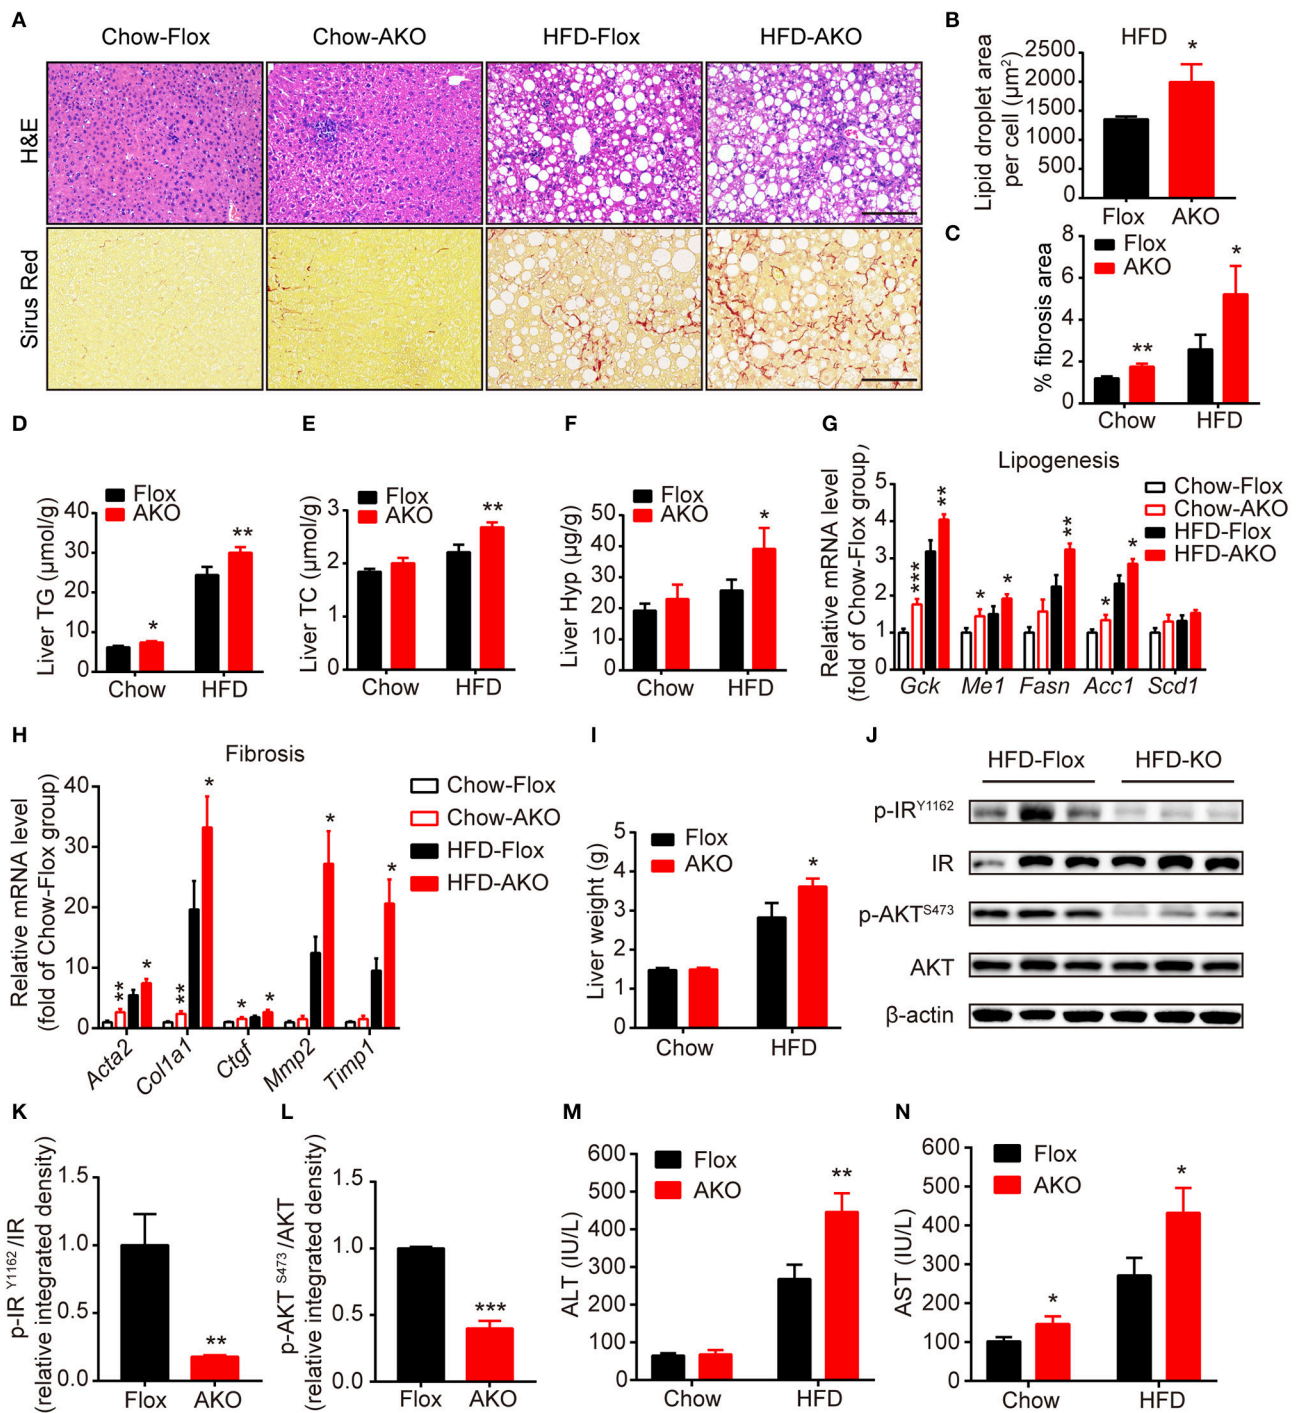 A
Chow-Flox
Chow-AKO
HFD-Flox
HFD-AKO
H&E
Sirus Red
B
HFD
Lipid droplet area
per cell (μm²)
2500
2000
1500
1000
500
0
*
Flox
AKO
C
Flox
AKO
% fibrosis area
8
6
4
2
0
**
*
Chow
HFD
D
Flox
AKO
Liver TG (μmol/g)
40
30
20
10
0
*
**
Chow
HFD
E
Flox
AKO
Liver TC (μmol/g)
3
2
1
0
**
Chow
HFD
F
Flox
AKO
Liver Hyp (μg/g)
50
40
30
20
10
0
*
Chow
HFD
G
Lipogenesis
Relative mRNA level
(fold of Chow-Flox group)
5
4
3
2
1
0
***
**
*
*
**
*
*
Chow-Flox
Chow-AKO
HFD-Flox
HFD-AKO
Gck
Me1
Fasn
Acc1
Scd1
H
Fibrosis
Relative mRNA level
(fold of Chow-Flox group)
40
30
20
10
0
**
*
**
*
*
*
*
*
Chow-Flox
Chow-AKO
HFD-Flox
HFD-AKO
Acta2
Col1a1
Ctgf
Mmp2
Timp1
I
Flox
AKO
Liver weight (g)
5
4
3
2
1
0
*
Chow
HFD
J
HFD-Flox
HFD-KO
p-IR^Y1162
IR
p-AKT^S473
AKT
β-actin
K
p-IR ^Y1162/IR
(relative integrated density)
1.5
1.0
0.5
0.0
**
Flox
AKO
L
p-AKT ^S473/AKT
(relative integrated density)
1.5
1.0
0.5
0.0
***
Flox
AKO
M
Flox
AKO
ALT (IU/L)
600
500
400
300
200
100
0
**
Chow
HFD
N
Flox
AKO
AST (IU/L)
600
500
400
300
200
100
0
*
*
Chow
HFD